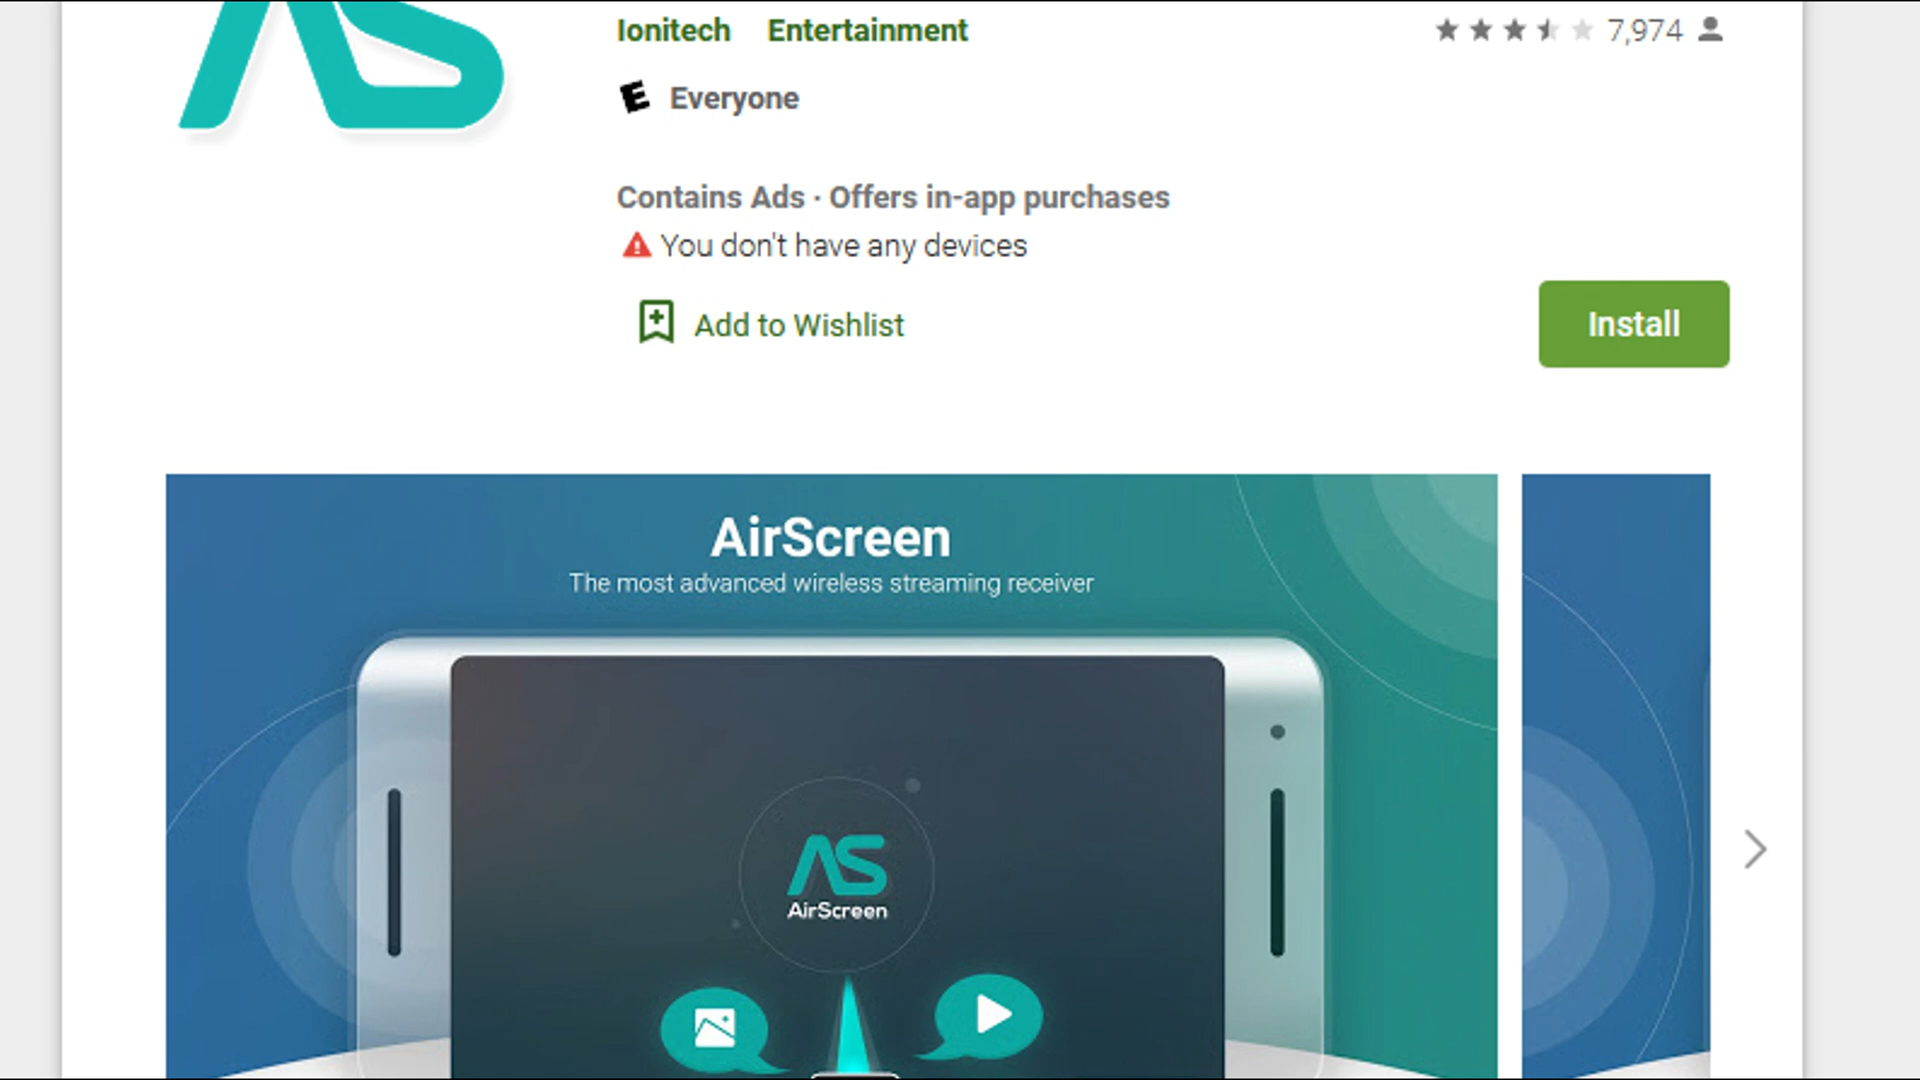 Ionitech Entertainment 7,974
E Everyone
Contains Ads · Offers in-app purchases
You don't have any devices
Add to Wishlist
Install
AirScreen
The most advanced wireless streaming receiver
AS
AirScreen